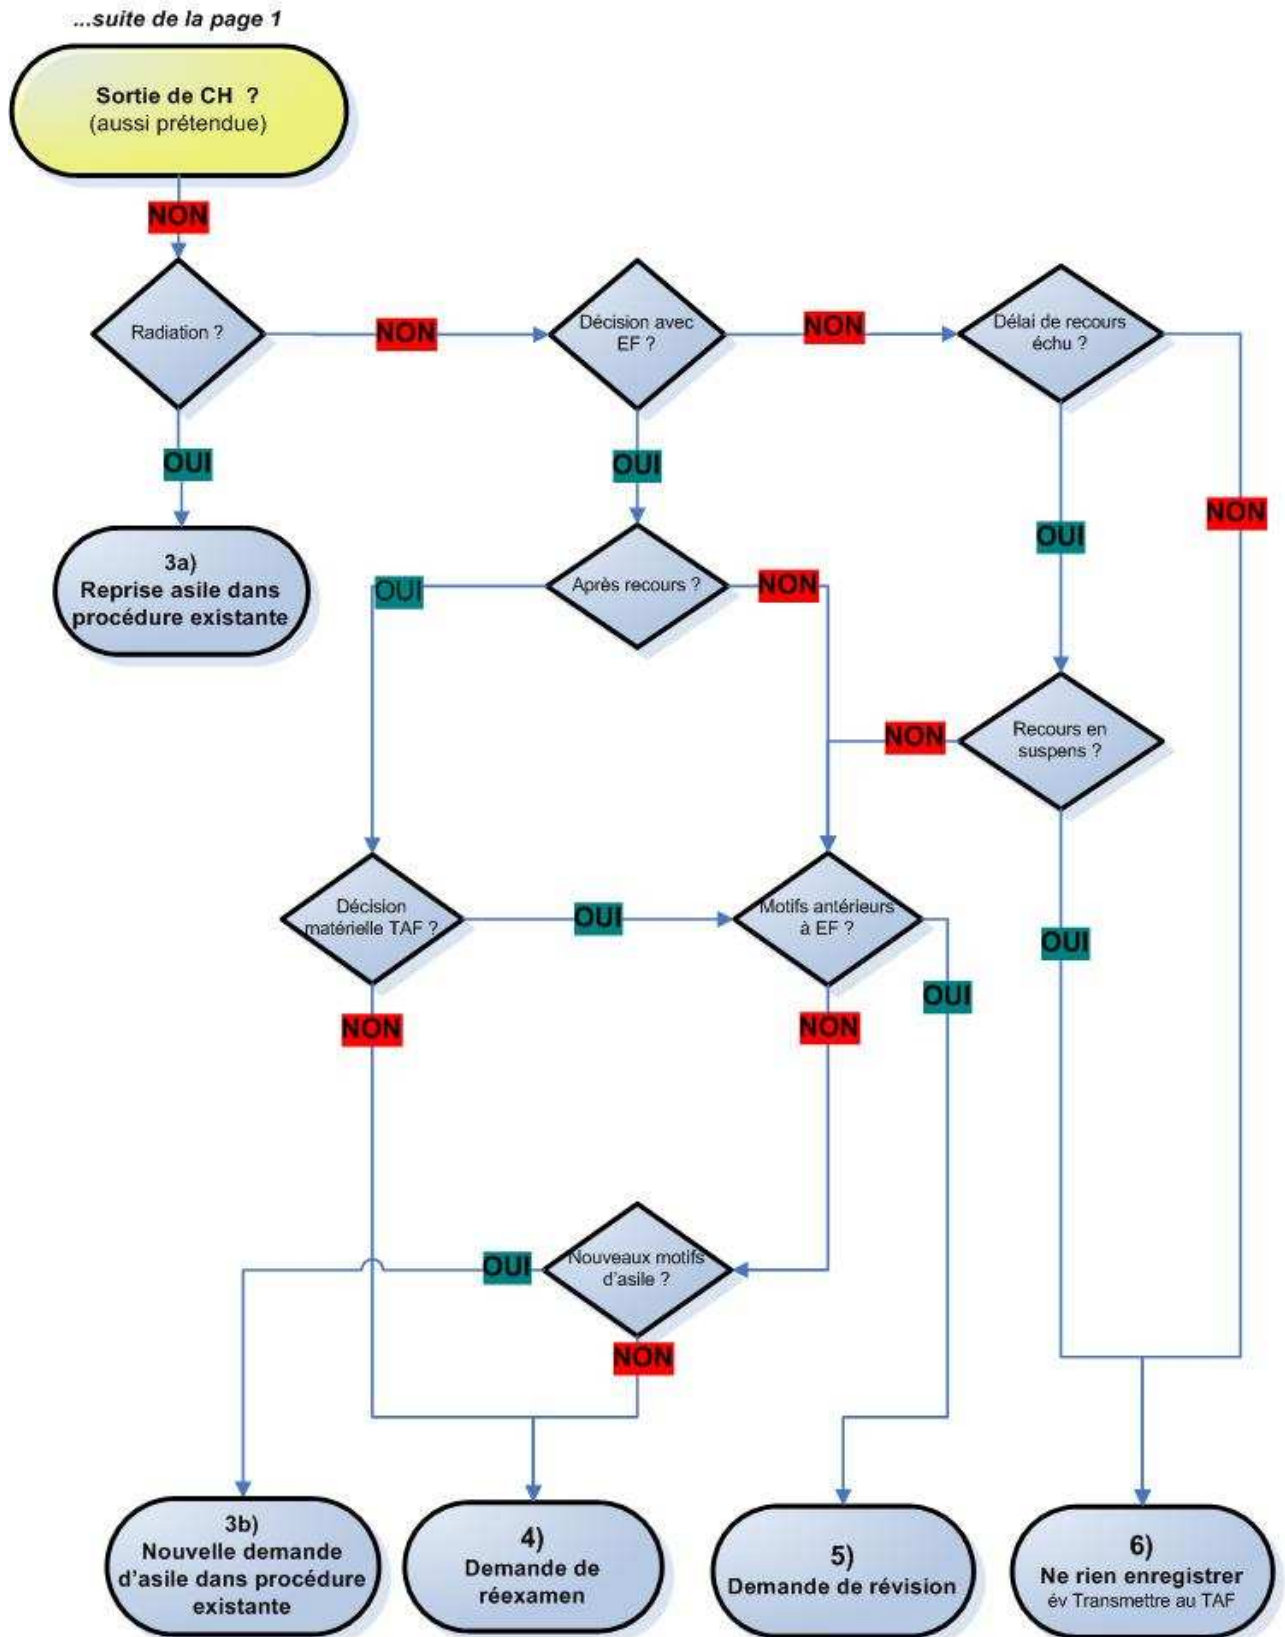 ...suite de la page 1
Sortie de CH ?
(aussi prétendue)
NON
Radiation ?
NON
Décision avec
EF ?
NON
Délai de recours
échu ?
OUI
OUI
NON
OUI
3a)
Reprise asile dans
procédure existante
OUI
Après recours ?
NON
NON
Recours en
suspens ?
Décision
matérielle TAF ?
OUI
Motifs antérieurs
à EF ?
OUI
OUI
NON
NON
OUI
Nouveaux motifs
d'asile ?
NON
3b)
Nouvelle demande
d'asile dans procédure
existante
4)
Demande de
réexamen
5)
Demande de révision
6)
Ne rien enregistrer
év Transmettre au TAF